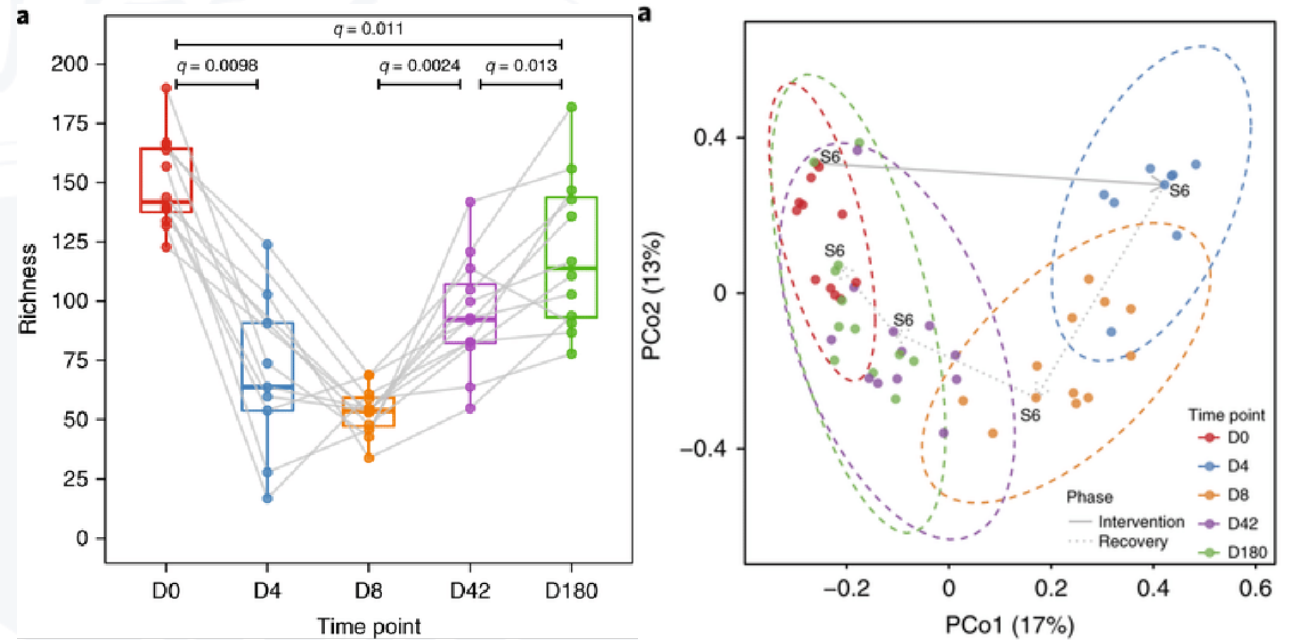 a
q = 0.011
q = 0.0098
q = 0.0024
q = 0.013
200
175
150
125
100
75
50
25
0
Richness
D0
D4
D8
D42
D180
Time point
a
0.4
0
−0.4
PCo2 (13%)
S6
S6
S6
S6
S6
Time point
D0
D4
D8
D42
D180
Phase
Intervention
Recovery
−0.2
0
0.2
0.4
0.6
PCo1 (17%)